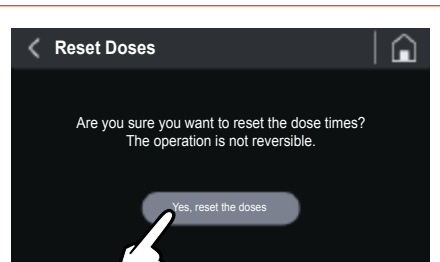 Reset Doses
Are you sure you want to reset the dose times?
The operation is not reversible.
Yes, reset the doses